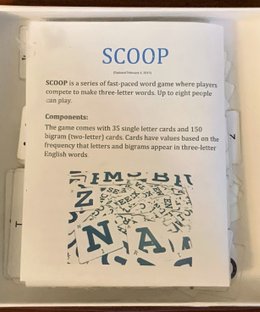 SCOOP
SCOOP is a series of fast-paced word game where players
compete to make three-letter words. Up to eight people
can play.
Components:
The game comes with 35 single letter cards and 150
bigram (two-letter) cards. Cards have values based on the
frequency that letters and bigrams appear in three-letter
English words.
Z
N
A